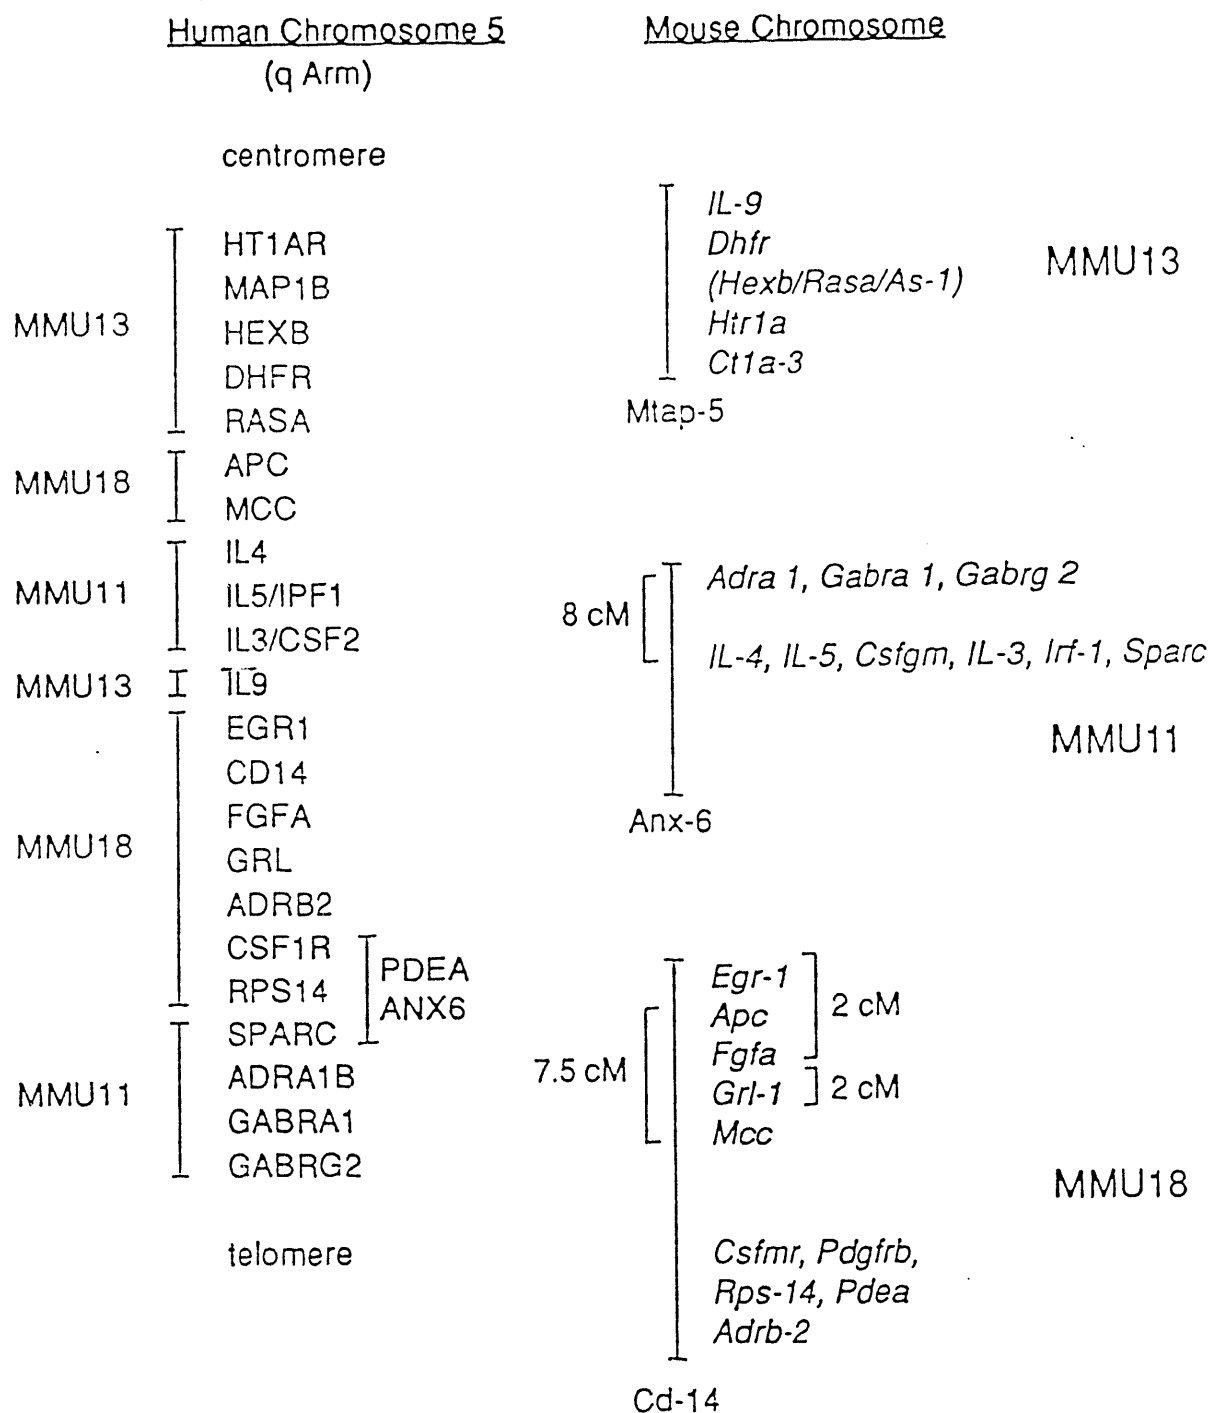 Human Chromosome 5
(q Arm)
centromere
MMU13
HT1AR
MAP1B
HEXB
DHFR
RASA
MMU18
APC
MCC
MMU11
IL4
IL5/IPF1
IL3/CSF2
MMU13
IL9
MMU18
EGR1
CD14
FGFA
GRL
ADRB2
CSF1R
RPS14
PDEA
ANX6
MMU11
SPARC
ADRA1B
GABRA1
GABRG2
telomere
Mouse Chromosome
IL-9
Dhfr
(Hexb/Rasa/As-1)
Htr1a
Ct1a-3
MMU13
Mtap-5
8 cM
Adra 1, Gabra 1, Gabrg 2
IL-4, IL-5, Csfgm, IL-3, Irf-1, Sparc
MMU11
Anx-6
7.5 cM
Egr-1
Apc
Fgfa
2 cM
Grl-1
2 cM
Mcc
MMU18
Csfmr, Pdgfrb,
Rps-14, Pdea
Adrb-2
Cd-14